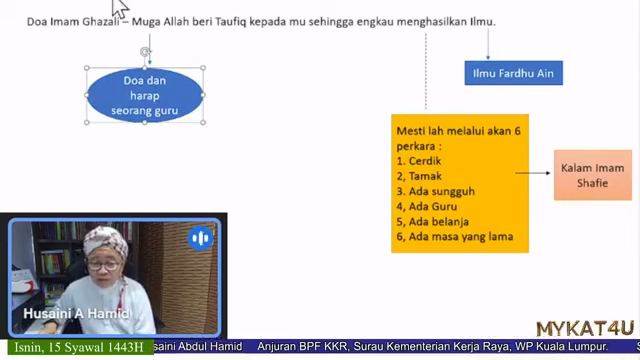 Doa Imam Ghazali – Muga Allah beri Taufiq kepada mu sehingga engkau menghasilkan Ilmu.
Doa dan
harap
seorang guru
Ilmu Fardhu Ain
Mesti lah melalui akan 6
perkara :
1. Cerdik
2, Tamak
3. Ada sungguh
4, Ada Guru
5, Ada belanja
6, Ada masa yang lama
Kalam Imam
Shafie
Husaini A Hamid
MYKAT4U
Isnin, 15 Syawal 1443H
saini Abdul Hamid Anjuran BPF KKR, Surau Kementerian Kerja Raya, WP Kuala Lumpur.